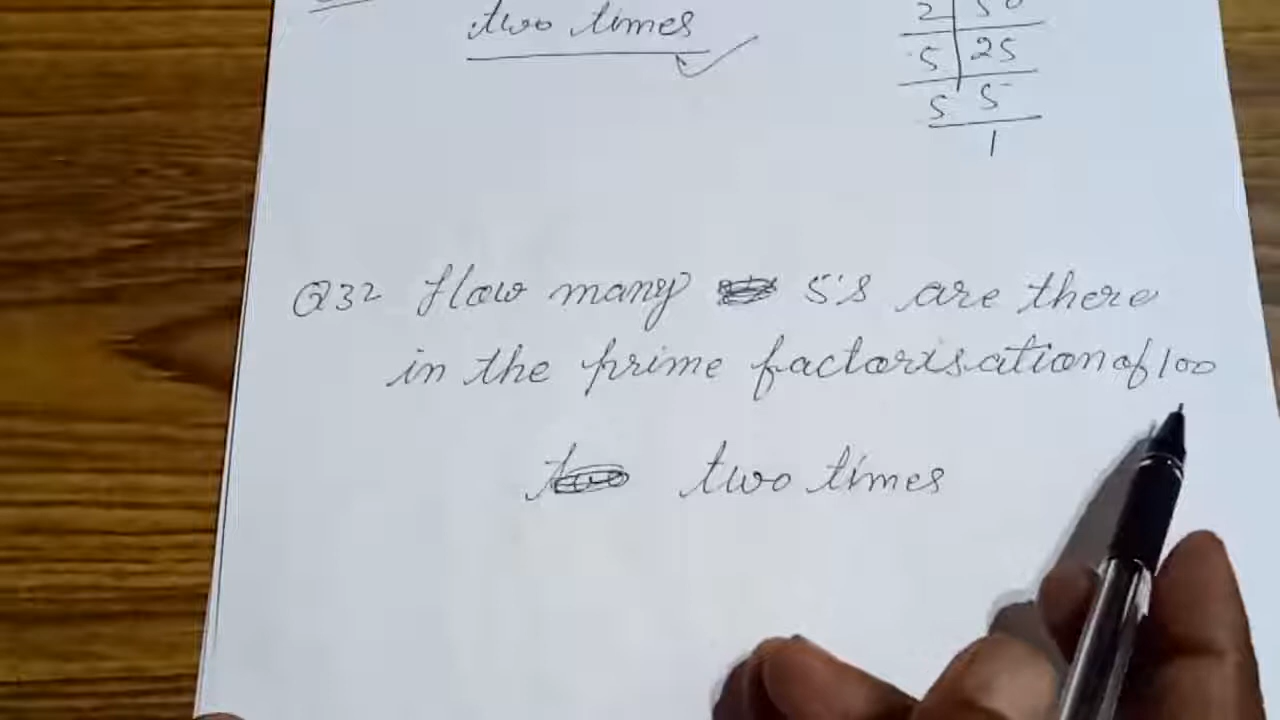 two times
2 50
5 25
5 5
1
Q32 How many 5's are there
in the prime factorisation of 100
two times